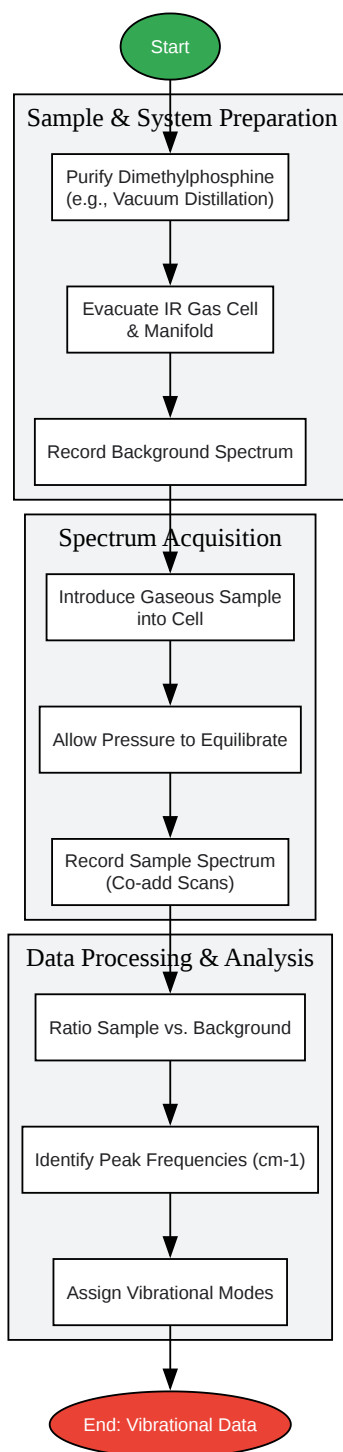 Start
Sample & System Preparation
Purify Dimethylphosphine
(e.g., Vacuum Distillation)
Evacuate IR Gas Cell
& Manifold
Record Background Spectrum
Spectrum Acquisition
Introduce Gaseous Sample
into Cell
Allow Pressure to Equilibrate
Record Sample Spectrum
(Co-add Scans)
Data Processing & Analysis
Ratio Sample vs. Background
Identify Peak Frequencies (cm-1)
Assign Vibrational Modes
End: Vibrational Data